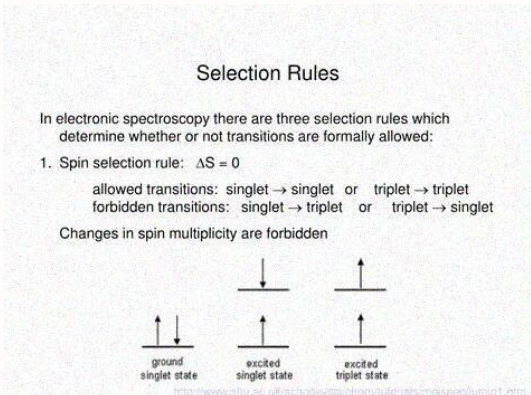 Selection Rules
In electronic spectroscopy there are three selection rules which
determine whether or not transitions are formally allowed:
1. Spin selection rule: ΔS = 0
allowed transitions: singlet → singlet or triplet → triplet
forbidden transitions: singlet → triplet or triplet → singlet
Changes in spin multiplicity are forbidden
ground excited excited
singlet state singlet state triplet state